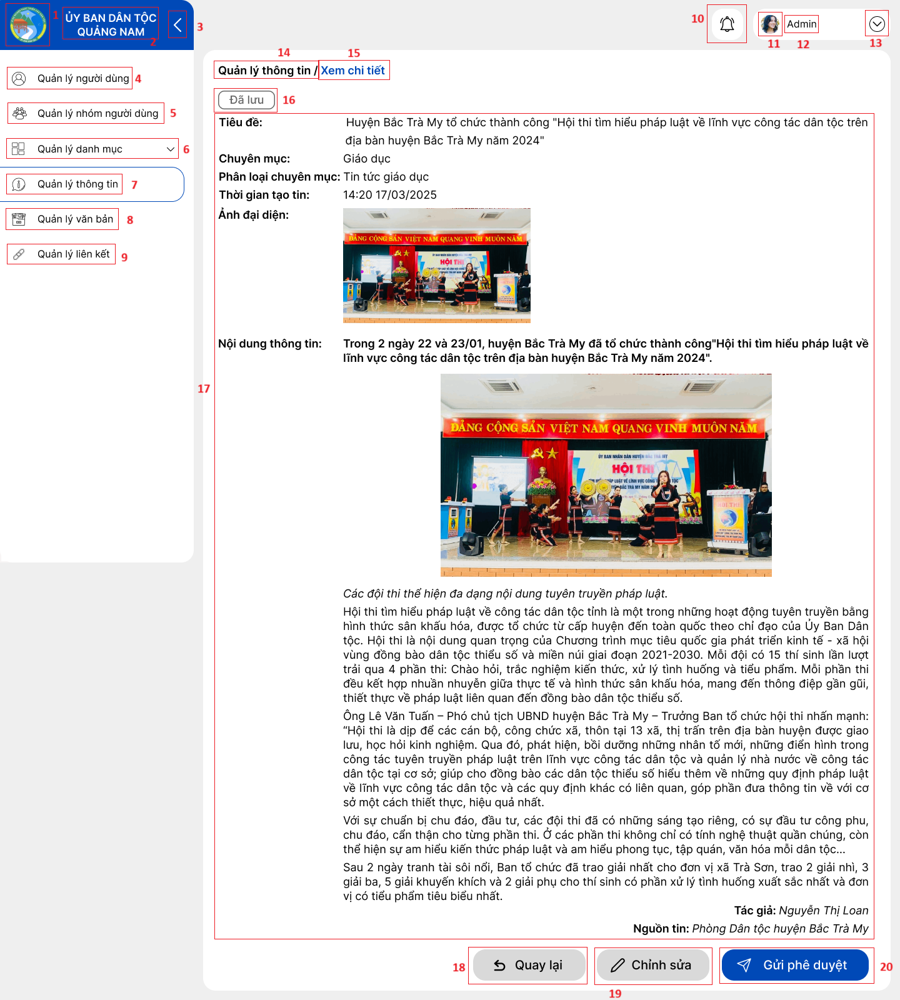 1
ỦY BAN DÂN TỘC
QUẢNG NAM
2
3
Quản lý người dùng
4
Quản lý nhóm người dùng
5
Quản lý danh mục
6
Quản lý thông tin
7
Quản lý văn bản
8
Quản lý liên kết
9
10
11
Admin
12
13
14
15
Quản lý thông tin / Xem chi tiết
Đã lưu
16
17
Tiêu đề: Huyện Bắc Trà My tổ chức thành công "Hội thi tìm hiểu pháp luật về lĩnh vực công tác dân tộc trên
địa bàn huyện Bắc Trà My năm 2024"
Chuyên mục: Giáo dục
Phân loại chuyên mục: Tin tức giáo dục
Thời gian tạo tin: 14:20 17/03/2025
Ảnh đại diện:
ĐẢNG CỘNG SẢN VIỆT NAM QUANG VINH MUÔN NĂM
ỦY BAN NHÂN DÂN HUYỆN BẮC TRÀ MY
HỘI THI
Nội dung thông tin: Trong 2 ngày 22 và 23/01, huyện Bắc Trà My đã tổ chức thành công"Hội thi tìm hiểu pháp luật về
lĩnh vực công tác dân tộc trên địa bàn huyện Bắc Trà My năm 2024".
ĐẢNG CỘNG SẢN VIỆT NAM QUANG VINH MUÔN NĂM
ỦY BAN NHÂN DÂN HUYỆN BẮC TRÀ MY
HỘI THI
HỘI THI
Các đội thi thể hiện đa dạng nội dung tuyên truyền pháp luật.
Hội thi tìm hiểu pháp luật về công tác dân tộc tỉnh là một trong những hoạt động tuyên truyền bằng
hình thức sân khấu hóa, được tổ chức từ cấp huyện đến toàn quốc theo chỉ đạo của Ủy Ban Dân
tộc. Hội thi là nội dung quan trọng của Chương trình mục tiêu quốc gia phát triển kinh tế - xã hội
vùng đồng bào dân tộc thiểu số và miền núi giai đoạn 2021-2030. Mỗi đội có 15 thí sinh lần lượt
trải qua 4 phần thi: Chào hỏi, trắc nghiệm kiến thức, xử lý tình huống và tiểu phẩm. Mỗi phần thi
đều kết hợp nhuần nhuyễn giữa thực tế và hình thức sân khấu hóa, mang đến thông điệp gần gũi,
thiết thực về pháp luật liên quan đến đồng bào dân tộc thiểu số.
Ông Lê Văn Tuấn – Phó chủ tịch UBND huyện Bắc Trà My – Trưởng Ban tổ chức hội thi nhấn mạnh:
“Hội thi là dịp để các cán bộ, công chức xã, thôn tại 13 xã, thị trấn trên địa bàn huyện được giao
lưu, học hỏi kinh nghiệm. Qua đó, phát hiện, bồi dưỡng những nhân tố mới, những điển hình trong
công tác tuyên truyền pháp luật trên lĩnh vực công tác dân tộc và quản lý nhà nước về công tác
dân tộc tại cơ sở; giúp cho đồng bào các dân tộc thiểu số hiểu thêm về những quy định pháp luật
về lĩnh vực công tác dân tộc và các quy định khác có liên quan, góp phần đưa thông tin về với cơ
sở một cách thiết thực, hiệu quả nhất.
Với sự chuẩn bị chu đáo, đầu tư, các đội thi đã có những sáng tạo riêng, có sự đầu tư công phu,
chu đáo, cẩn thận cho từng phần thi. Ở các phần thi không chỉ có tính nghệ thuật quần chúng, còn
thể hiện sự am hiểu kiến thức pháp luật và am hiểu phong tục, tập quán, văn hóa mỗi dân tộc...
Sau 2 ngày tranh tài sôi nổi, Ban tổ chức đã trao giải nhất cho đơn vị xã Trà Sơn, trao 2 giải nhì, 3
giải ba, 5 giải khuyến khích và 2 giải phụ cho thí sinh có phần xử lý tình huống xuất sắc nhất và đơn
vị có tiểu phẩm tiêu biểu nhất.
Tác giả: Nguyễn Thị Loan
Nguồn tin: Phòng Dân tộc huyện Bắc Trà My
18
Quay lại
Chỉnh sửa
Gửi phê duyệt
20
19